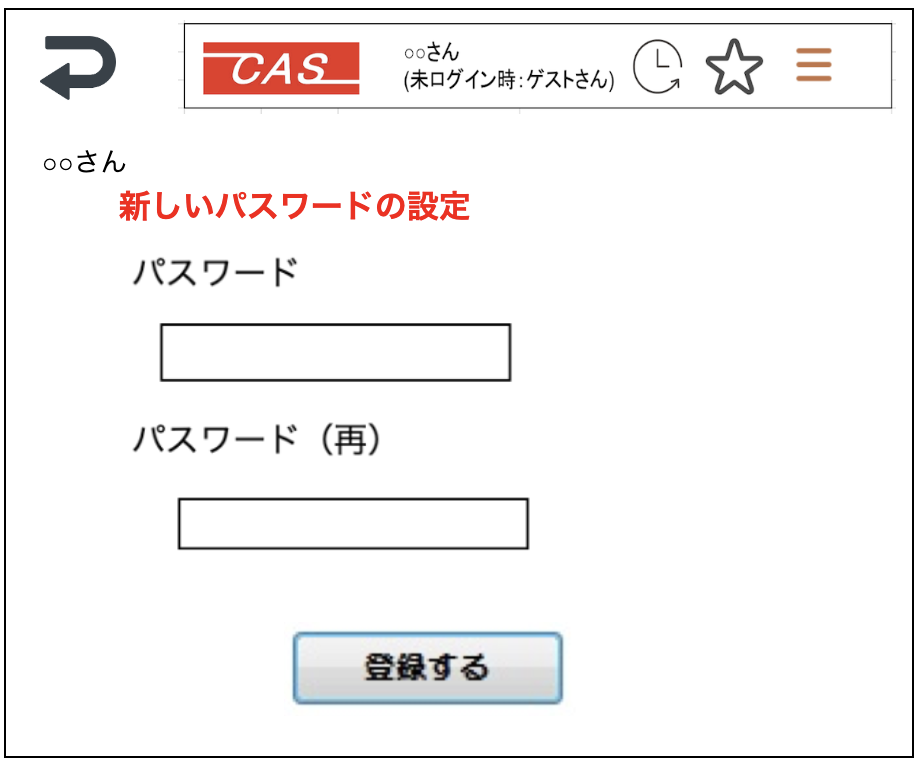 CAS
○○さん
(未ログイン時:ゲストさん)
○○さん
新しいパスワードの設定
パスワード
パスワード（再）
登録する